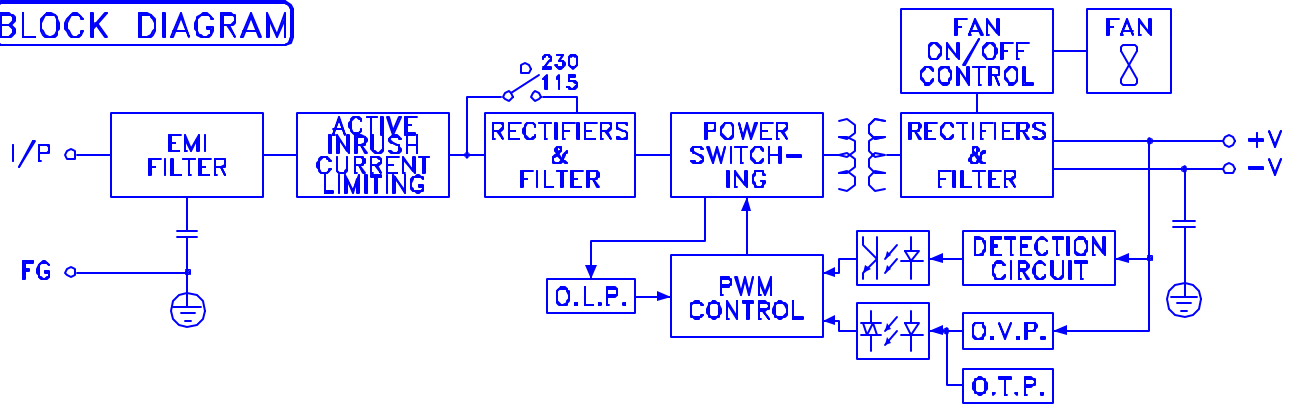 BLOCK DIAGRAM
FAN
ON/OFF
CONTROL
FAN
230
115
I/P
EMI
FILTER
ACTIVE
INRUSH
CURRENT
LIMITING
RECTIFIERS
&
FILTER
POWER
SWITCH-
ING
RECTIFIERS
&
FILTER
+V
-V
FG
O.L.P.
PWM
CONTROL
DETECTION
CIRCUIT
O.V.P.
O.T.P.